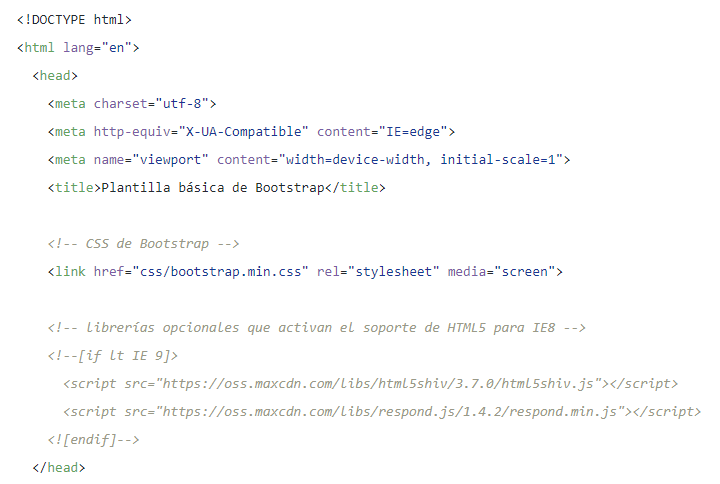 <!DOCTYPE html>
<html lang="en">
  <head>
    <meta charset="utf-8">
    <meta http-equiv="X-UA-Compatible" content="IE=edge">
    <meta name="viewport" content="width=device-width, initial-scale=1">
    <title>Plantilla básica de Bootstrap</title>

    <!-- CSS de Bootstrap -->
    <link href="css/bootstrap.min.css" rel="stylesheet" media="screen">

    <!-- librerías opcionales que activan el soporte de HTML5 para IE8 -->
    <!--[if lt IE 9]>
      <script src="https://oss.maxcdn.com/libs/html5shiv/3.7.0/html5shiv.js"></script>
      <script src="https://oss.maxcdn.com/libs/respond.js/1.4.2/respond.min.js"></script>
    <![endif]-->
  </head>